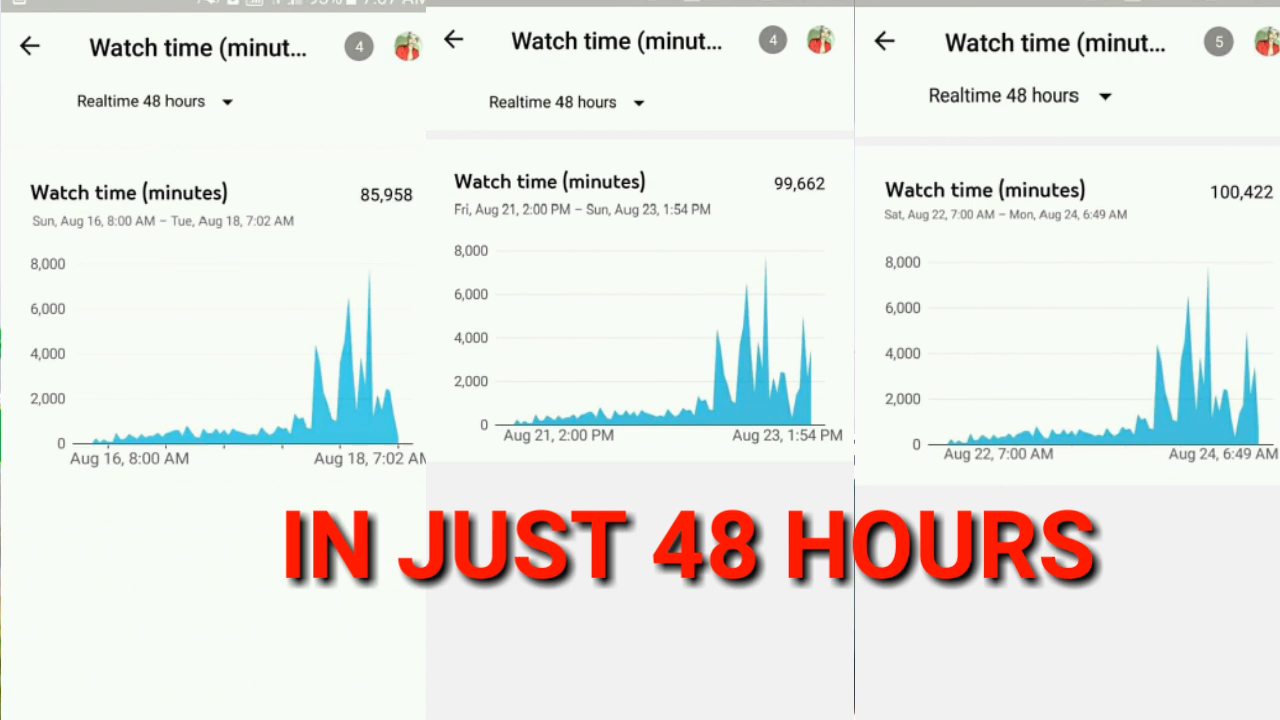 Watch time (minut... 4
Realtime 48 hours
Watch time (minutes) 85,958
Sun, Aug 16, 8:00 AM – Tue, Aug 18, 7:02 AM
8,000
6,000
4,000
2,000
0
Aug 16, 8:00 AM Aug 18, 7:02 AM
Watch time (minut... 4
Realtime 48 hours
Watch time (minutes) 99,662
Fri, Aug 21, 2:00 PM – Sun, Aug 23, 1:54 PM
8,000
6,000
4,000
2,000
0
Aug 21, 2:00 PM Aug 23, 1:54 PM
Watch time (minut... 5
Realtime 48 hours
Watch time (minutes) 100,422
Sat, Aug 22, 7:00 AM – Mon, Aug 24, 6:49 AM
8,000
6,000
4,000
2,000
0
Aug 22, 7:00 AM Aug 24, 6:49 AM
IN JUST 48 HOURS